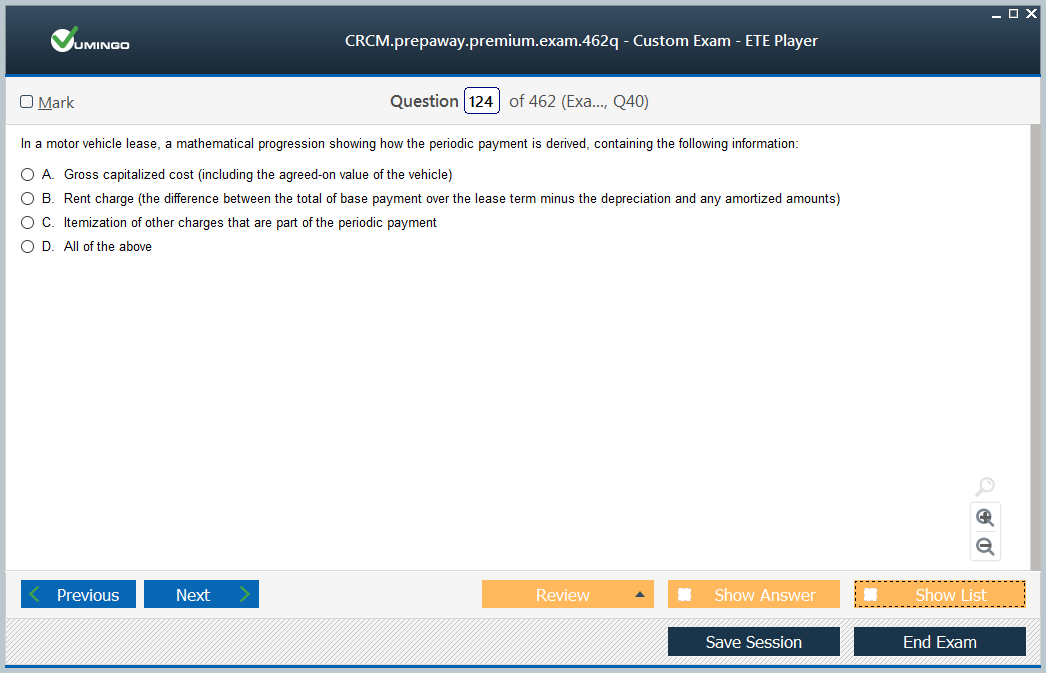 VUMINGO
CRCM.prepaway.premium.exam.462q - Custom Exam - ETE Player
Mark
Question 124 of 462 (Exa..., Q40)
In a motor vehicle lease, a mathematical progression showing how the periodic payment is derived, containing the following information:
A. Gross capitalized cost (including the agreed-on value of the vehicle)
B. Rent charge (the difference between the total of base payment over the lease term minus the depreciation and any amortized amounts)
C. Itemization of other charges that are part of the periodic payment
D. All of the above
Previous
Next
Review
Show Answer
Show List
Save Session
End Exam